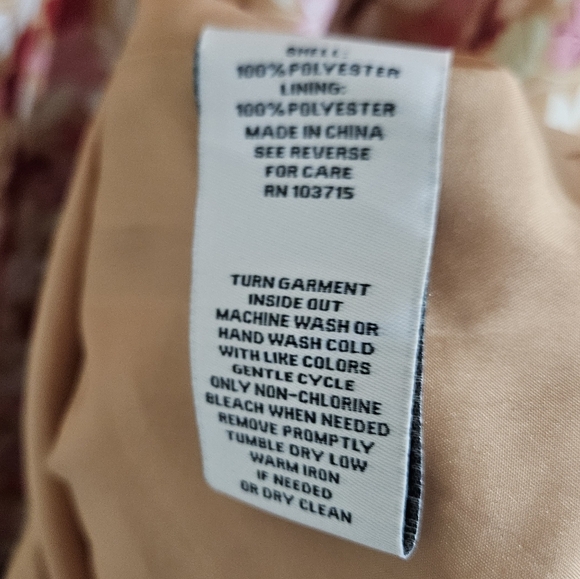 SHELL:
100% POLYESTER
LINING:
100% POLYESTER
MADE IN CHINA
SEE REVERSE
FOR CARE
RN 103715
TURN GARMENT
INSIDE OUT
MACHINE WASH OR
HAND WASH COLD
WITH LIKE COLORS
GENTLE CYCLE
ONLY NON-CHLORINE
BLEACH WHEN NEEDED
REMOVE PROMPTLY
TUMBLE DRY LOW
WARM IRON
IF NEEDED
OR DRY CLEAN